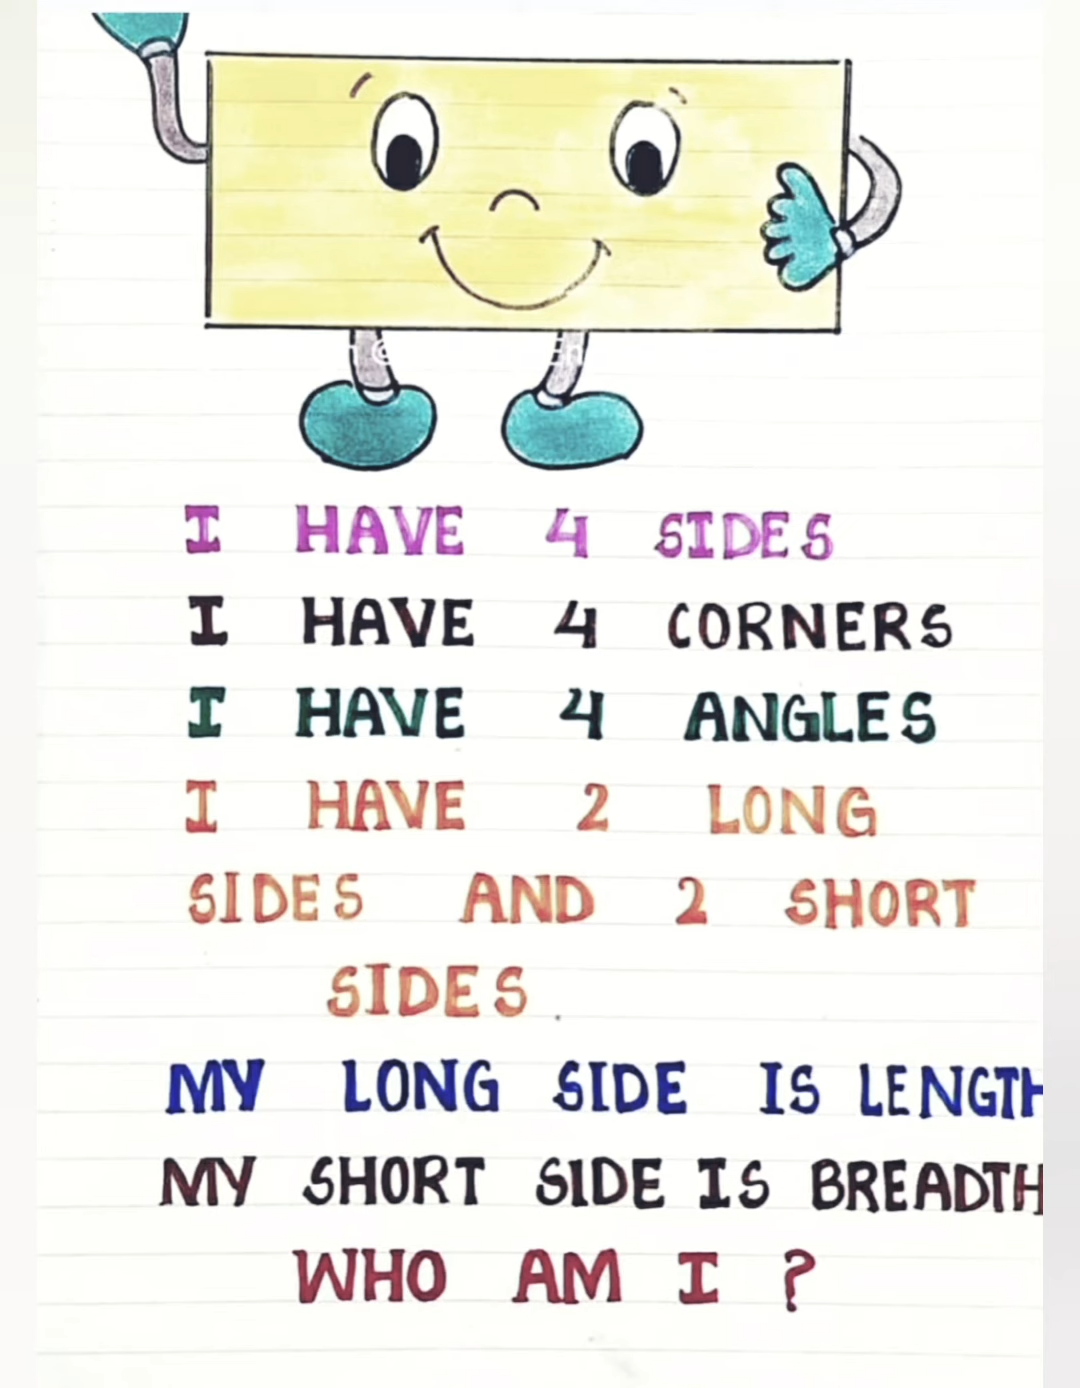 I HAVE 4 SIDES
I HAVE 4 CORNERS
I HAVE 4 ANGLES
I HAVE 2 LONG
SIDES AND 2 SHORT
SIDES.
MY LONG SIDE IS LENGTH
MY SHORT SIDE IS BREADTH
WHO AM I ?